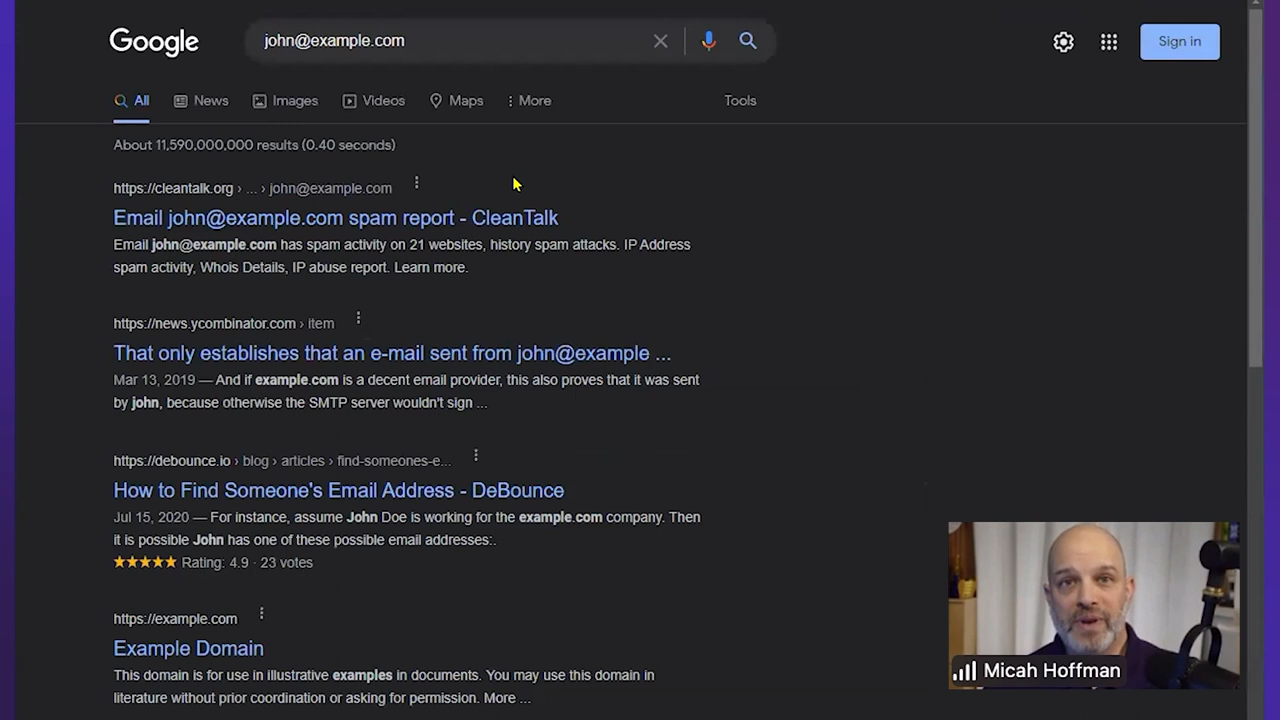 Google
john@example.com
Sign in
All
News
Images
Videos
Maps
More
Tools
About 11,590,000,000 results (0.40 seconds)
https://cleantalk.org › ... › john@example.com
Email john@example.com spam report - CleanTalk
Email john@example.com has spam activity on 21 websites, history spam attacks. IP Address
spam activity, Whois Details, IP abuse report. Learn more.
https://news.ycombinator.com › item
That only establishes that an e-mail sent from john@example ...
Mar 13, 2019 — And if example.com is a decent email provider, this also proves that it was sent
by john, because otherwise the SMTP server wouldn't sign ...
https://debounce.io › blog › articles › find-someones-e...
How to Find Someone's Email Address - DeBounce
Jul 15, 2020 — For instance, assume John Doe is working for the example.com company. Then
it is possible John has one of these possible email addresses:.
★★★★★ Rating: 4.9 · 23 votes
https://example.com
Example Domain
This domain is for use in illustrative examples in documents. You may use this domain in
literature without prior coordination or asking for permission. More ...
Micah Hoffman